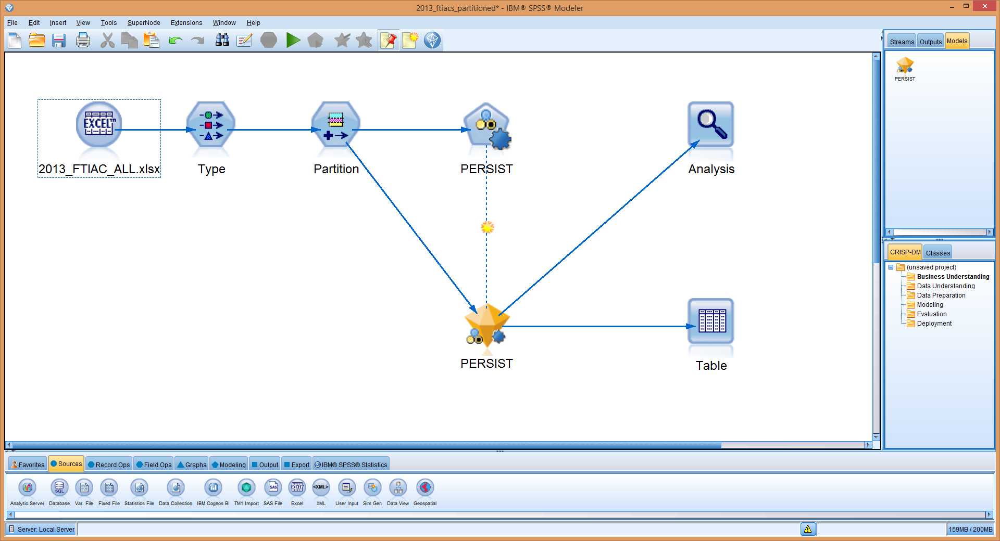 2013_ftiacs_partitioned* - IBM® SPSS® Modeler
File Edit Insert View Tools SuperNode Extensions Window Help
Streams Outputs Models
PERSIST
EXCEL™
2013_FTIAC_ALL.xlsx
Type
Partition
PERSIST
Analysis
PERSIST
Table
CRISP-DM Classes
(unsaved project)
Business Understanding
Data Understanding
Data Preparation
Modeling
Evaluation
Deployment
Favorites Sources Record Ops Field Ops Graphs Modeling Output Export IBM® SPSS® Statistics
SQL SAS EXCEL <XML>
Analytic Server Database Var. File Fixed File Statistics File Data Collection IBM Cognos BI TM1 Import SAS File Excel XML User Input Sim Gen Data View Geospatial
Server: Local Server
159MB / 200MB